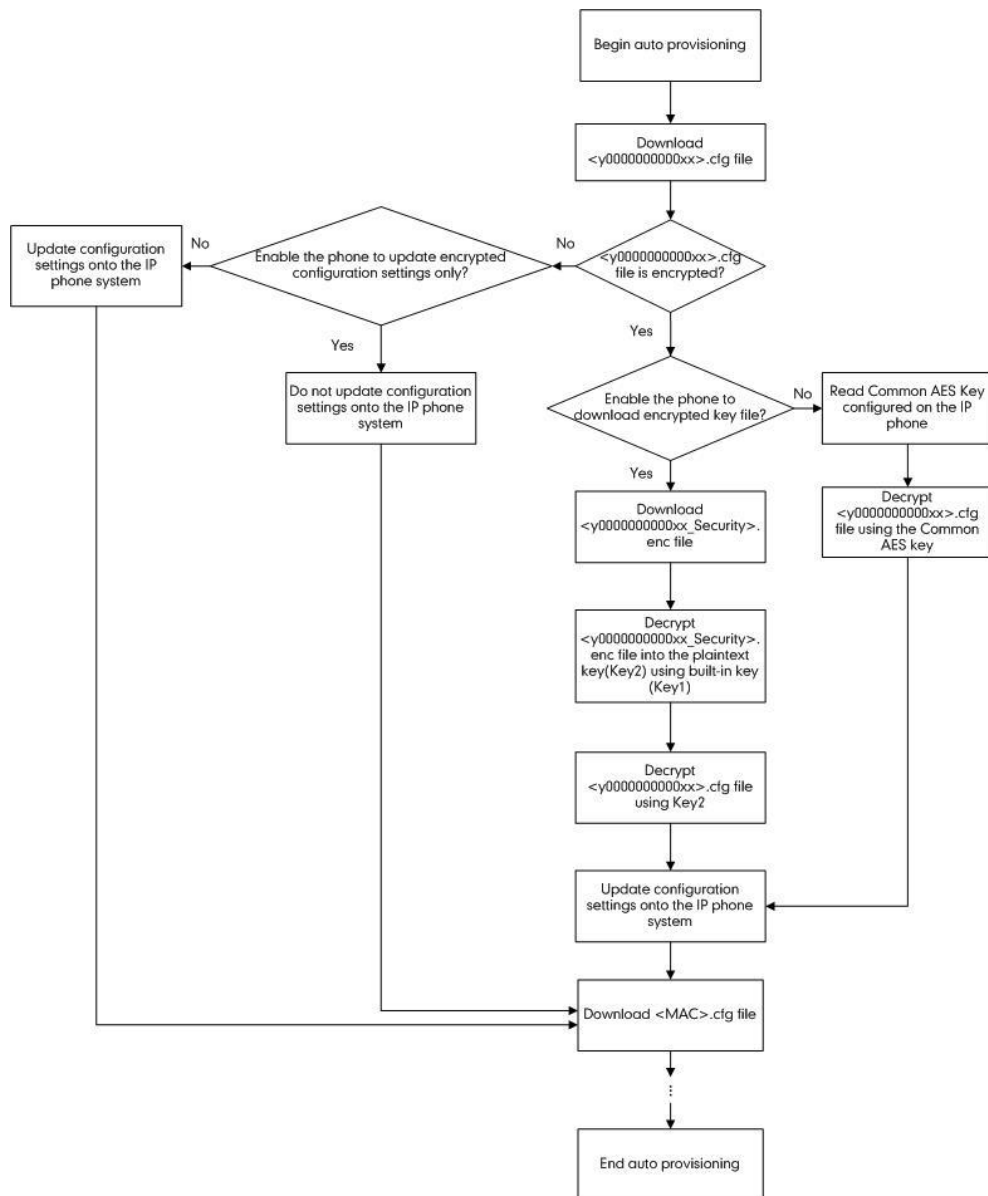 Begin auto provisioning
Download
<y0000000000xx>.cfg file
Update configuration
settings onto the IP
phone system
No
Enable the phone to update encrypted
configuration settings only?
No
<y0000000000xx>.cfg
file is encrypted?
Yes
Yes
Do not update configuration
settings onto the IP phone
system
Enable the phone to
download encrypted key file?
No
Read Common AES Key
configured on the IP
phone
Yes
Download
<y0000000000xx_Security>.
enc file
Decrypt
<y0000000000xx>.cfg
file using the Common
AES key
Decrypt
<y0000000000xx_Security>.
enc file into the plaintext
key(Key2) using built-in key
(Key1)
Decrypt
<y0000000000xx>.cfg file
using Key2
Update configuration
settings onto the IP phone
system
Download <MAC>.cfg file
...
End auto provisioning